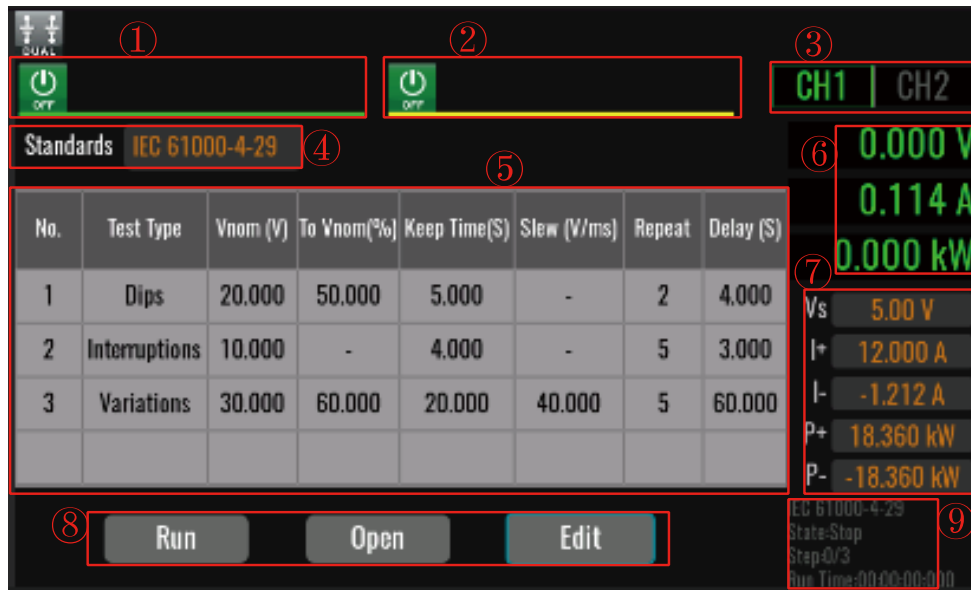 DUAL
① ② ③
OFF OFF CH1 | CH2
Standards IEC 61000-4-29 ④
⑤
⑥ 0.000 V
0.114 A
0.000 kW
No. Test Type Vnom (V) To Vnom(%) Keep Time(S) Slew (V/ms) Repeat Delay (S)
1 Dips 20.000 50.000 5.000 - 2 4.000
2 Interruptions 10.000 - 4.000 - 5 3.000
3 Variations 30.000 60.000 20.000 40.000 5 60.000
⑦
Vs 5.00 V
I+ 12.000 A
I- -1.212 A
P+ 18.360 kW
P- -18.360 kW
⑧ Run Open Edit
⑨
IEC 61000-4-29
State:Stop
Step:0/3
Run Time:00:00:00:000